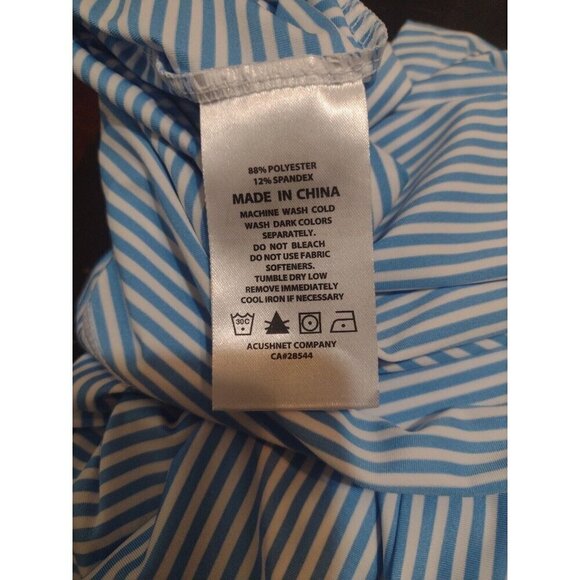 88% POLYESTER
12% SPANDEX
MADE IN CHINA
MACHINE WASH COLD
WASH DARK COLORS
SEPARATELY.
DO NOT BLEACH
DO NOT USE FABRIC
SOFTENERS.
TUMBLE DRY LOW
REMOVE IMMEDIATELY
COOL IRON IF NECESSARY
30C
ACUSHNET COMPANY
CA#28544